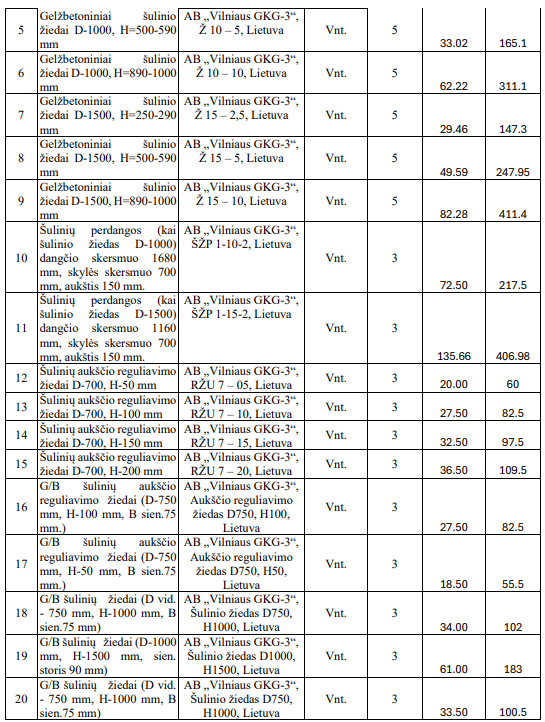 5 Gelžbetoniniai šulinio žiedai D-1000, H=500-590 mm AB „Vilniaus GKG-3“, Ž 10 – 5, Lietuva Vnt. 5 33.02 165.1
6 Gelžbetoniniai šulinio žiedai D-1000, H=890-1000 mm AB „Vilniaus GKG-3“, Ž 10 – 10, Lietuva Vnt. 5 62.22 311.1
7 Gelžbetoniniai šulinio žiedai D-1500, H=250-290 mm AB „Vilniaus GKG-3“, Ž 15 – 2,5, Lietuva Vnt. 5 29.46 147.3
8 Gelžbetoniniai šulinio žiedai D-1500, H=500-590 mm AB „Vilniaus GKG-3“, Ž 15 – 5, Lietuva Vnt. 5 49.59 247.95
9 Gelžbetoniniai šulinio žiedai D-1500, H=890-1000 mm AB „Vilniaus GKG-3“, Ž 15 – 10, Lietuva Vnt. 5 82.28 411.4
10 Šulinių perdangos (kai šulinio žiedas D-1000) dangčio skersmuo 1680 mm, skylės skersmuo 700 mm, aukštis 150 mm. AB „Vilniaus GKG-3“, ŠŽP 1-10-2, Lietuva Vnt. 3 72.50 217.5
11 Šulinių perdangos (kai šulinio žiedas D-1500) dangčio skersmuo 1160 mm, skylės skersmuo 700 mm, aukštis 150 mm. AB „Vilniaus GKG-3“, ŠŽP 1-15-2, Lietuva Vnt. 3 135.66 406.98
12 Šulinių aukščio reguliavimo žiedai D-700, H-50 mm AB „Vilniaus GKG-3“, RŽU 7 – 05, Lietuva Vnt. 3 20.00 60
13 Šulinių aukščio reguliavimo žiedai D-700, H-100 mm AB „Vilniaus GKG-3“, RŽU 7 – 10, Lietuva Vnt. 3 27.50 82.5
14 Šulinių aukščio reguliavimo žiedai D-700, H-150 mm AB „Vilniaus GKG-3“, RŽU 7 – 15, Lietuva Vnt. 3 32.50 97.5
15 Šulinių aukščio reguliavimo žiedai D-700, H-200 mm AB „Vilniaus GKG-3“, RŽU 7 – 20, Lietuva Vnt. 3 36.50 109.5
16 G/B šulinių aukščio reguliavimo žiedai (D-750 mm, H-100 mm, B sien.75 mm.) AB „Vilniaus GKG-3“, Aukščio reguliavimo žiedas D750, H100, Lietuva Vnt. 3 27.50 82.5
17 G/B šulinių aukščio reguliavimo žiedai (D-750 mm, H-50 mm, B sien.75 mm.) AB „Vilniaus GKG-3“, Aukščio reguliavimo žiedas D750, H50, Lietuva Vnt. 3 18.50 55.5
18 G/B šulinių žiedai (D vid. - 750 mm, H-1000 mm, B sien.75 mm) AB „Vilniaus GKG-3“, Šulinio žiedas D750, H1000, Lietuva Vnt. 3 34.00 102
19 G/B šulinių žiedai (D-1000 mm, H-1500 mm, sien. storis 90 mm) AB „Vilniaus GKG-3“, Šulinio žiedas D1000, H1500, Lietuva Vnt. 3 61.00 183
20 G/B šulinių žiedai (D vid. - 750 mm, H-1000 mm, B sien.75 mm) AB „Vilniaus GKG-3“, Šulinio žiedas D750, H1000, Lietuva Vnt. 3 33.50 100.5